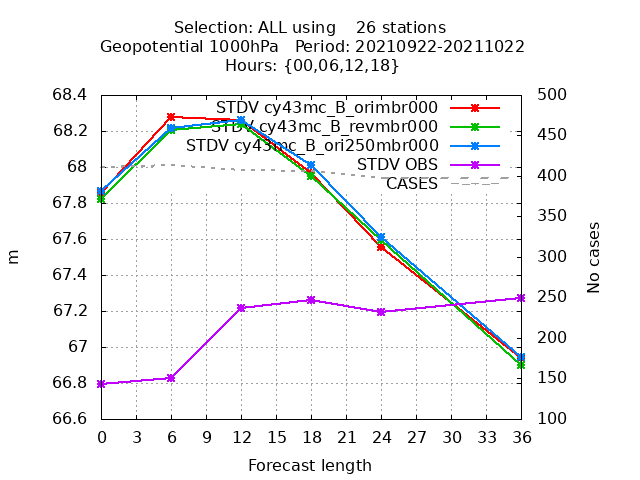 Selection: ALL using    26 stations
Geopotential 1000hPa   Period: 20210922-20211022
Hours: {00,06,12,18}
STDV cy43mc_B_orimbr000
STDV cy43mc_B_revmbr000
STDV cy43mc_B_ori250mbr000
STDV OBS
CASES
68.4
68.2
68
67.8
67.6
67.4
67.2
67
66.8
66.6
m
500
450
400
350
300
250
200
150
100
No cases
0 3 6 9 12 15 18 21 24 27 30 33 36
Forecast length